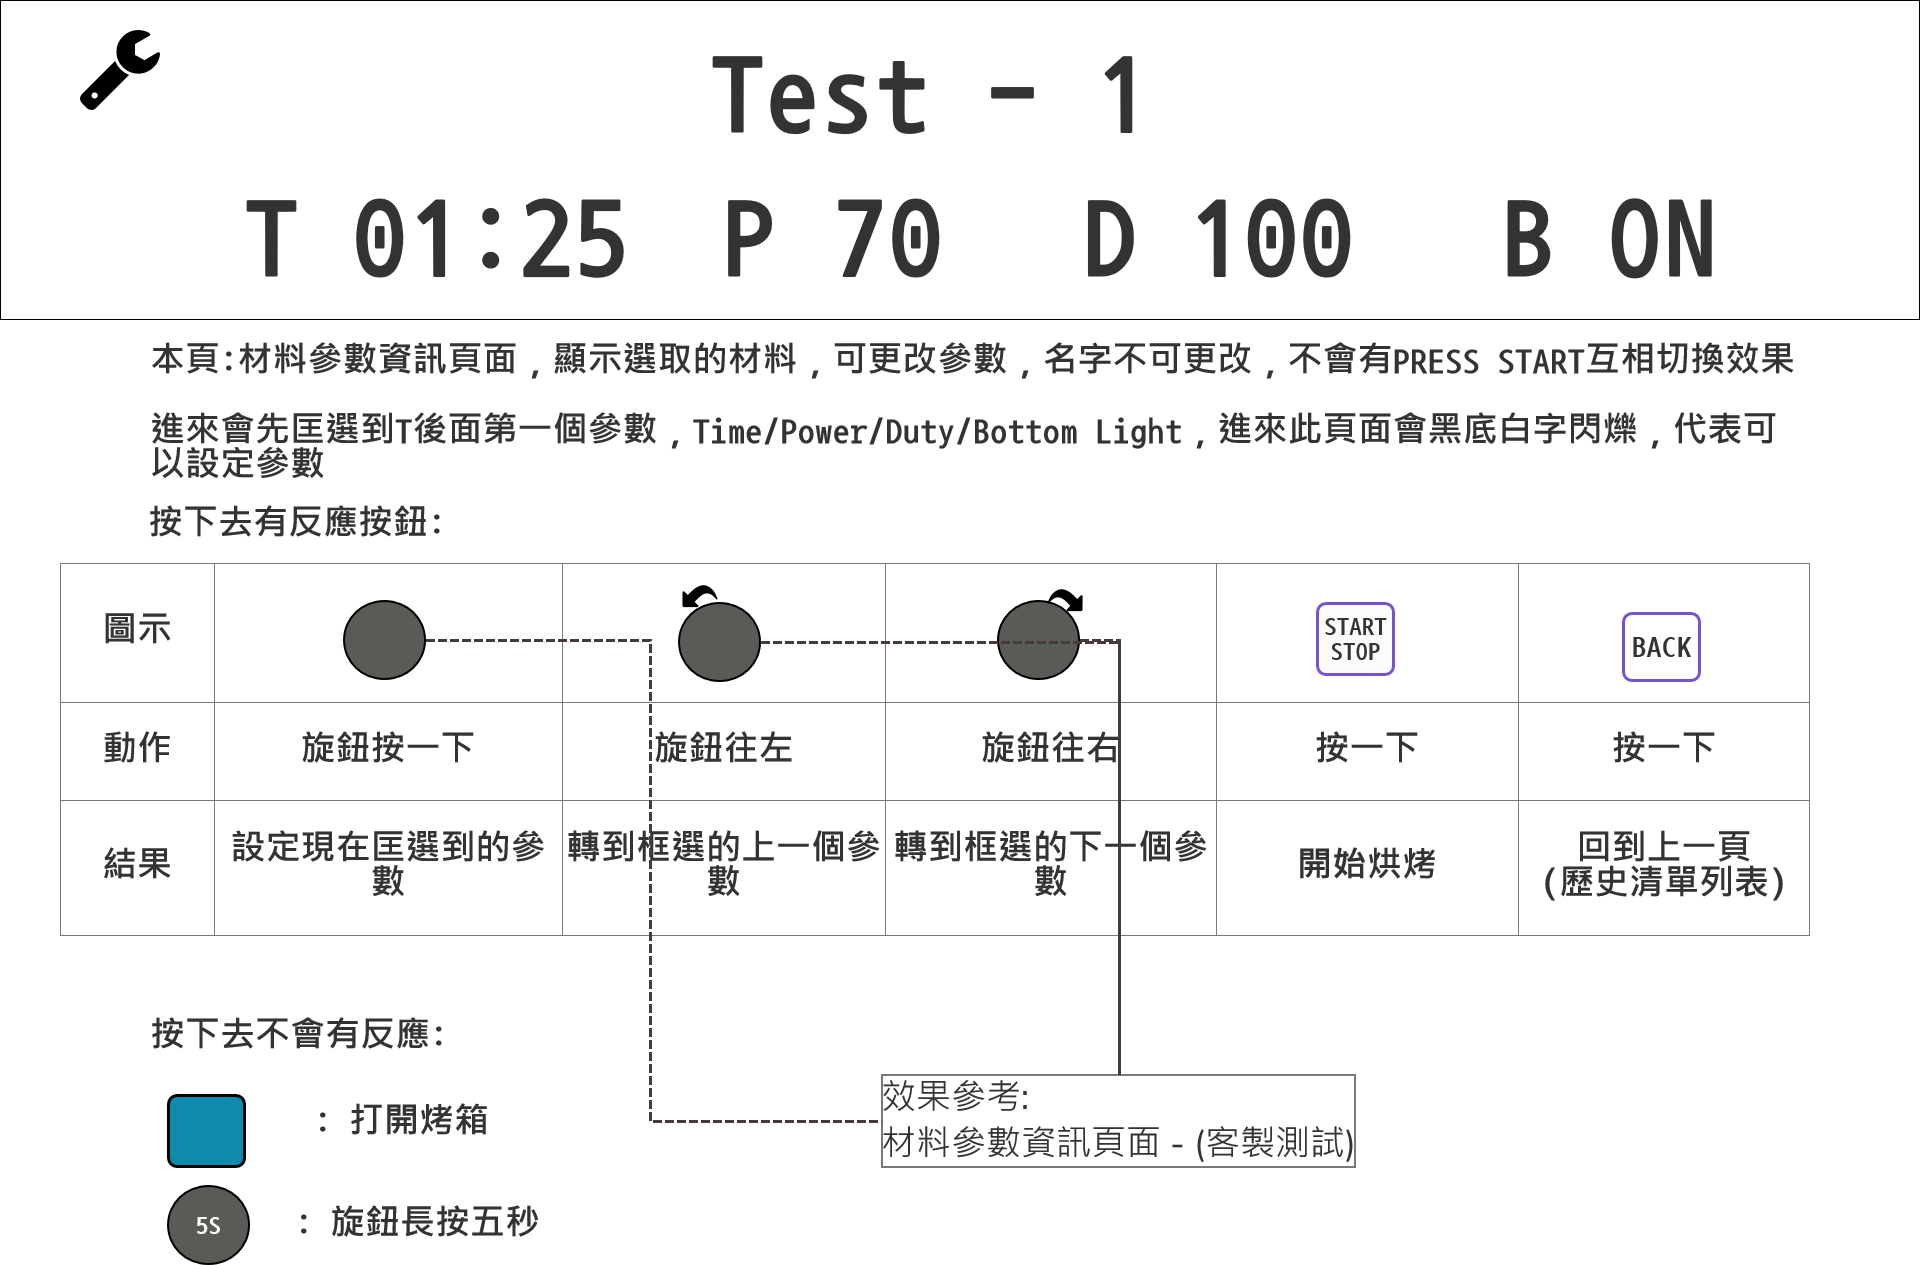 Test - 1
T 01:25 P 70 D 100 B ON
本頁:材料參數資訊頁面，顯示選取的材料，可更改參數，名字不可更改，不會有PRESS START互相切換效果
進來會先匡選到T後面第一個參數，Time/Power/Duty/Bottom Light，進來此頁面會黑底白字閃爍，代表可
以設定參數
按下去有反應按鈕:
圖示
START
STOP
BACK
動作 旋鈕按一下 旋鈕往左 旋鈕往右 按一下 按一下
結果
設定現在匡選到的參
數
轉到框選的上一個參
數
轉到框選的下一個參
數
開始烘烤
回到上一頁
(歷史清單列表)
按下去不會有反應:
: 打開烤箱
5S : 旋鈕長按五秒
效果參考:
材料參數資訊頁面 - (客製測試)